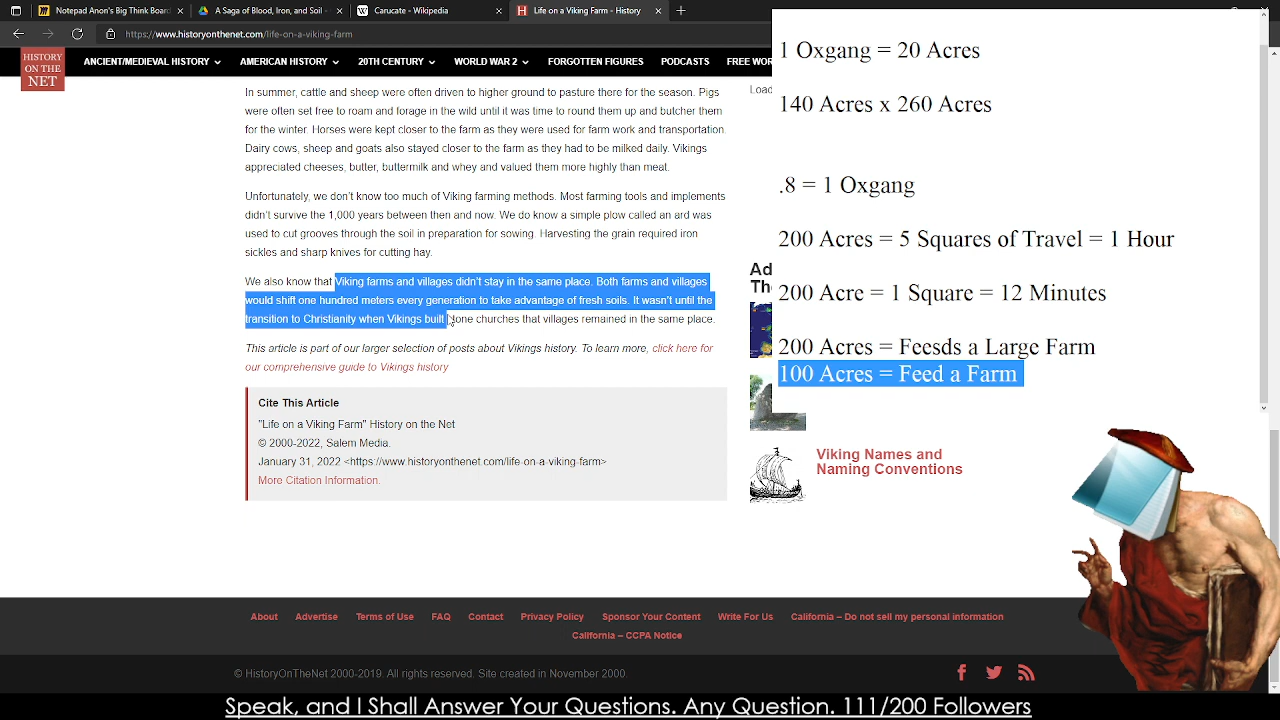 Notepad Anon's Big Think Board
A Saga of Blood, Iron, and Soil -
Carucate - Wikipedia
Life on a Viking Farm - History
https://www.historyonthenet.com/life-on-a-viking-farm
HISTORY
ON THE
NET
ANCIENT/MEDIEVAL HISTORY
AMERICAN HISTORY
20TH CENTURY
WORLD WAR 2
FORGOTTEN FIGURES
PODCASTS
FREE WOR
In summer, cattle and sheep were often driven to higher ground to pasture there for the season. Pigs
were often set free to roam and forage in the wild until it was time to round them up and butcher them
for the winter. Horses were kept closer to the farm as they were used for farm work and transportation.
Dairy cows, sheep and goats also stayed closer to the farm as they had to be milked daily. Vikings
appreciated cheeses, butter, buttermilk and whey and they valued these highly than meat.
Unfortunately, we don't know too much of Viking farming methods. Most farming tools and implements
didn't survive the 1,000 years between then and now. We do know a simple plow called an ard was
used to cut grooves through the soil in preparation for sowing. Harvesting the grain required iron
sickles and sharp knives for cutting hay.
We also know that Viking farms and villages didn't stay in the same place. Both farms and villages
would shift one hundred meters every generation to take advantage of fresh soils. It wasn't until the
transition to Christianity when Vikings built stone churches that villages remained in the same place.
This article is part of our larger selection of posts about Vikings history. To learn more, click here for
our comprehensive guide to Vikings history
Cite This Article
"Life on a Viking Farm" History on the Net
© 2000-2022, Salem Media.
January 31, 2022 <https://www.historyonthenet.com/life-on-a-viking-farm>
More Citation Information.
Load
Ad
The
Viking Names and
Naming Conventions
1 Oxgang = 20 Acres
140 Acres x 260 Acres
.8 = 1 Oxgang
200 Acres = 5 Squares of Travel = 1 Hour
200 Acre = 1 Square = 12 Minutes
200 Acres = Feesds a Large Farm
100 Acres = Feed a Farm
About
Advertise
Terms of Use
FAQ
Contact
Privacy Policy
Sponsor Your Content
Write For Us
California – Do not sell my personal information
California – CCPA Notice
© HistoryOnTheNet 2000-2019. All rights reserved. Site created in November 2000.
Speak, and I Shall Answer Your Questions. Any Question. 111/200 Followers